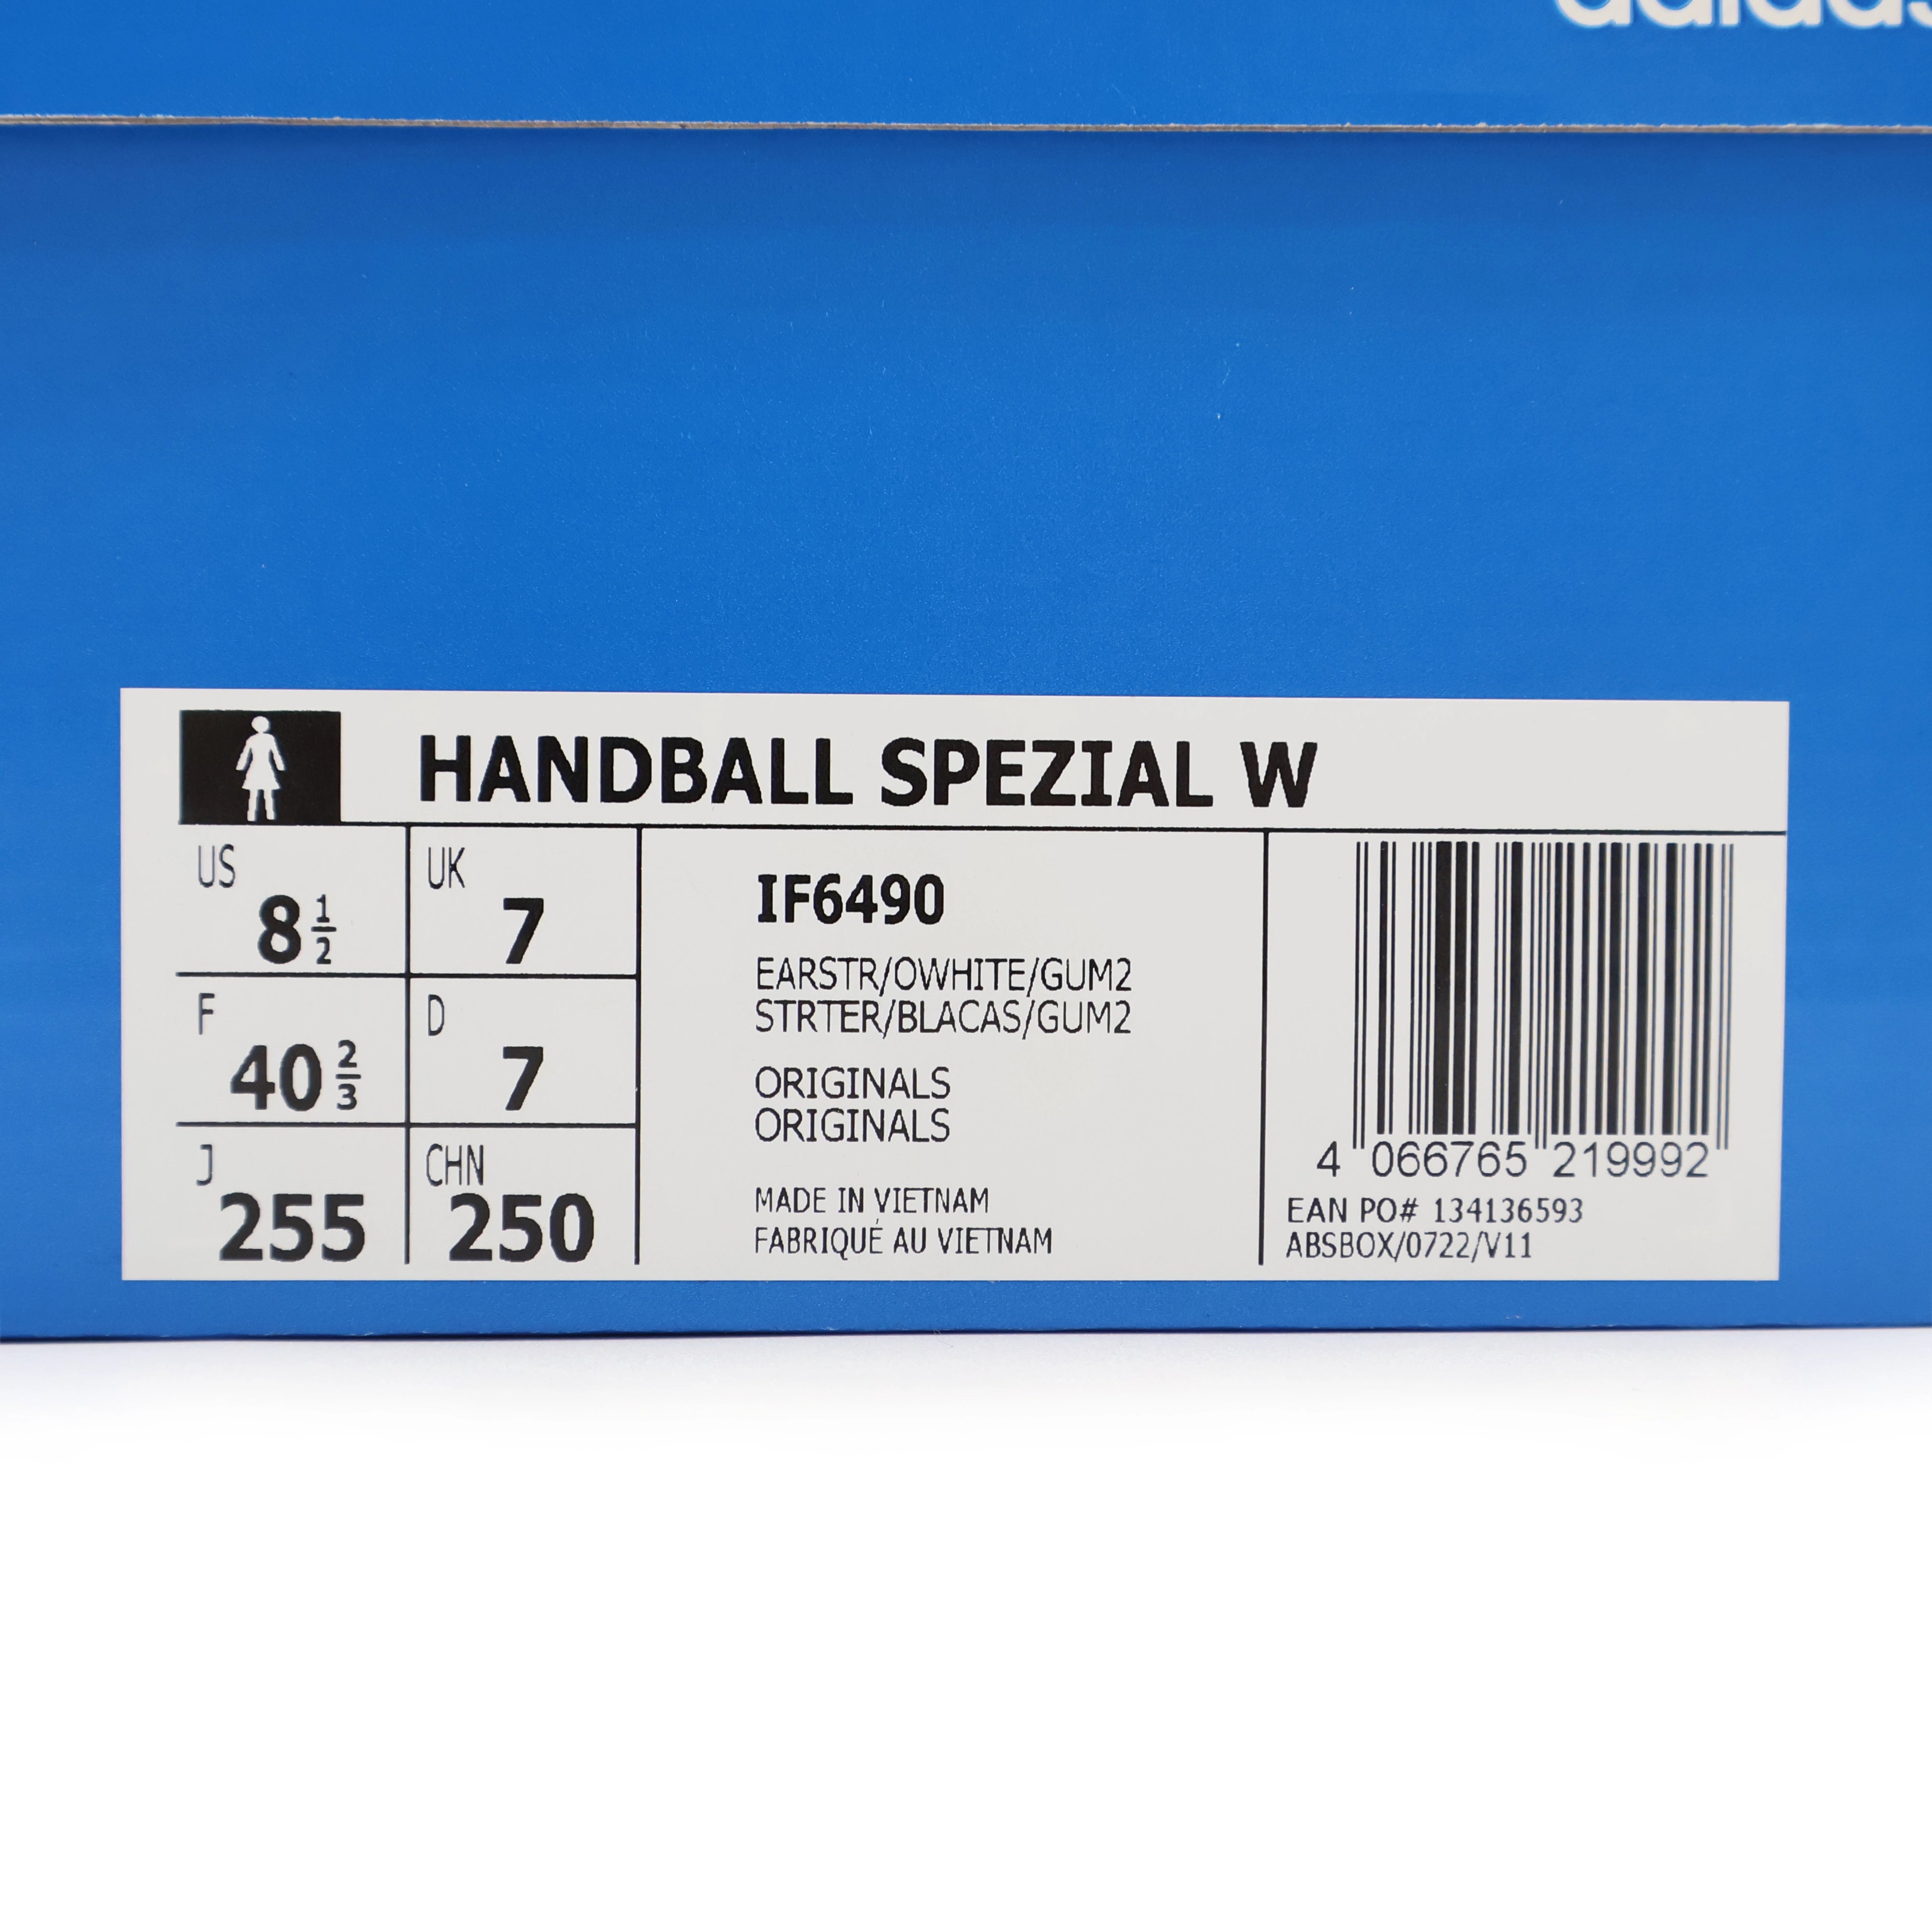 adidas
HANDBALL SPEZIAL W
US 8 1/2 UK 7
F 40 2/3 D 7
J 255 CHN 250
IF6490
EARSTR/OWHITE/GUM2
STRTER/BLACAS/GUM2
ORIGINALS
ORIGINALS
MADE IN VIETNAM
FABRIQUÉ AU VIETNAM
4 066765 219992
EAN PO# 134136593
ABSBOX/0722/V11